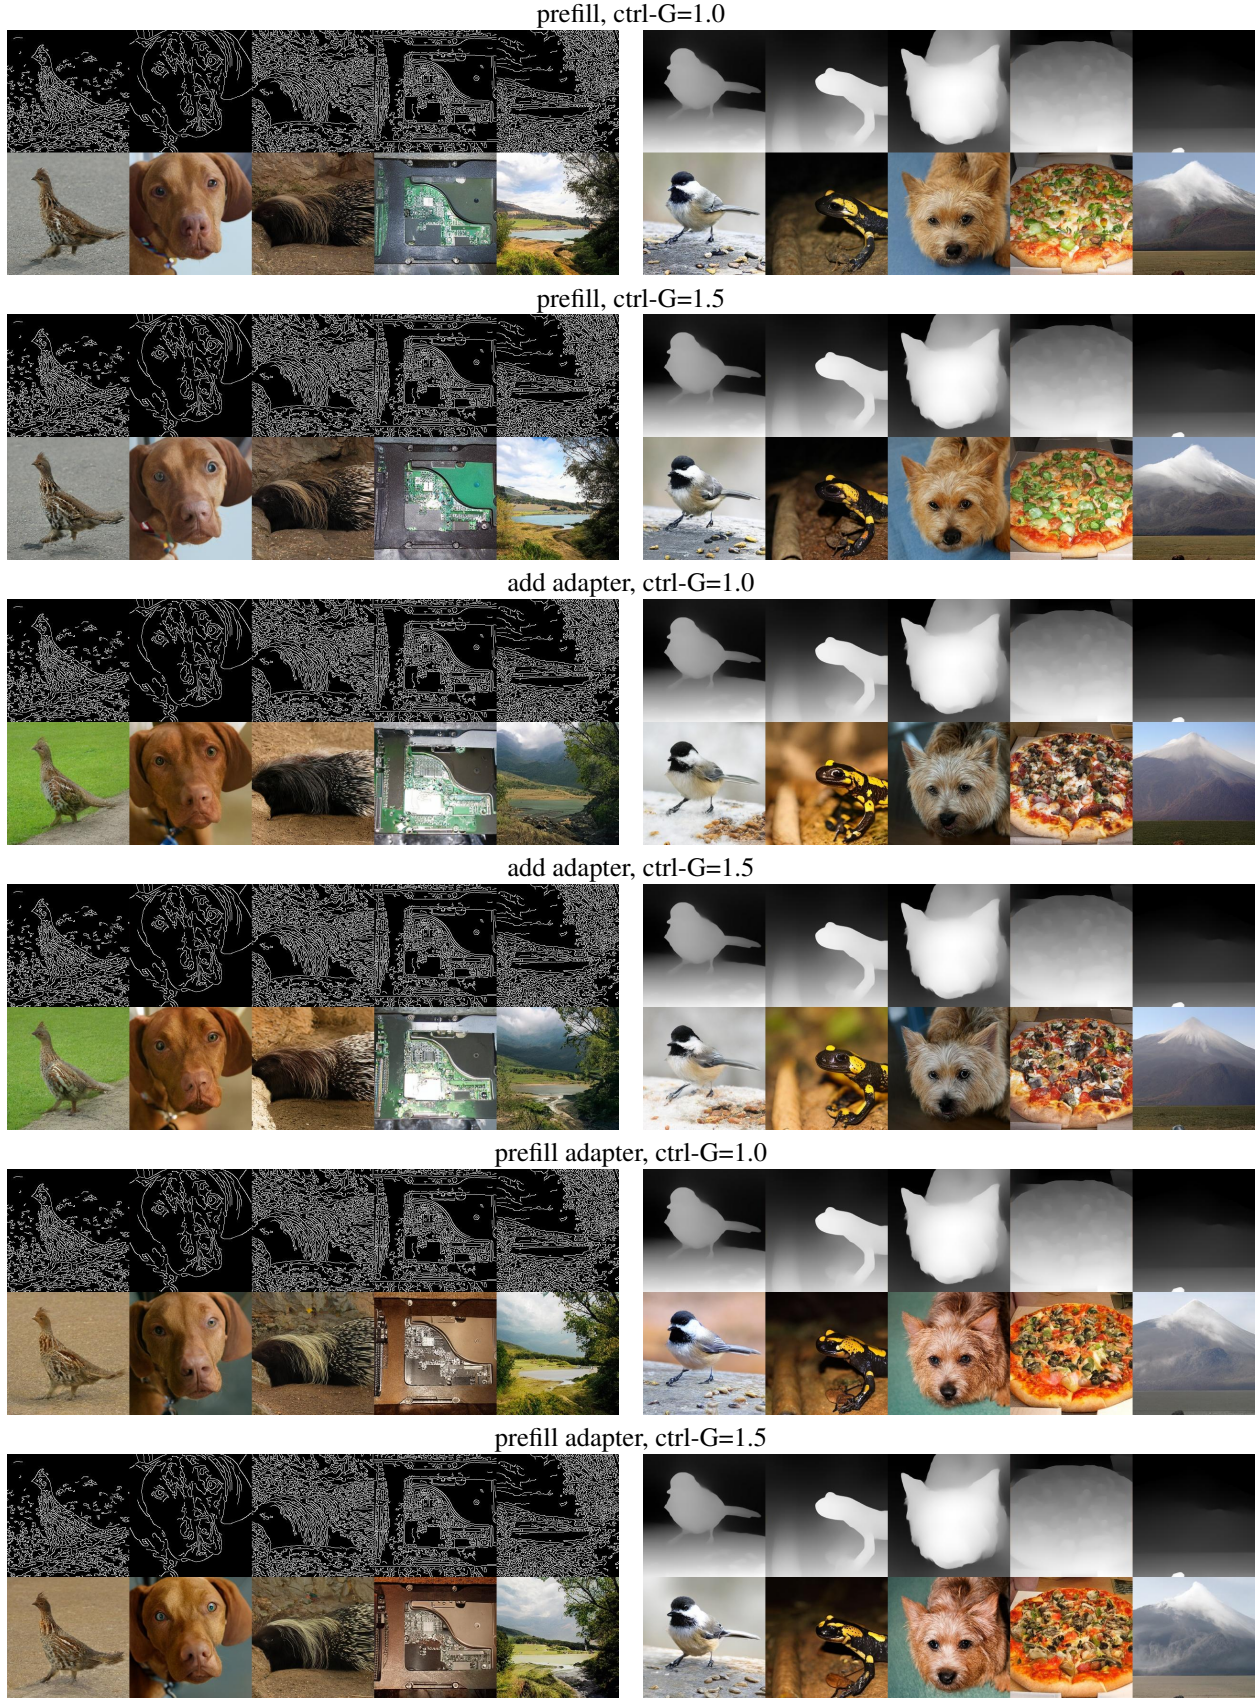 prefill, ctrl-G=1.0
prefill, ctrl-G=1.5
add adapter, ctrl-G=1.0
add adapter, ctrl-G=1.5
prefill adapter, ctrl-G=1.0
prefill adapter, ctrl-G=1.5